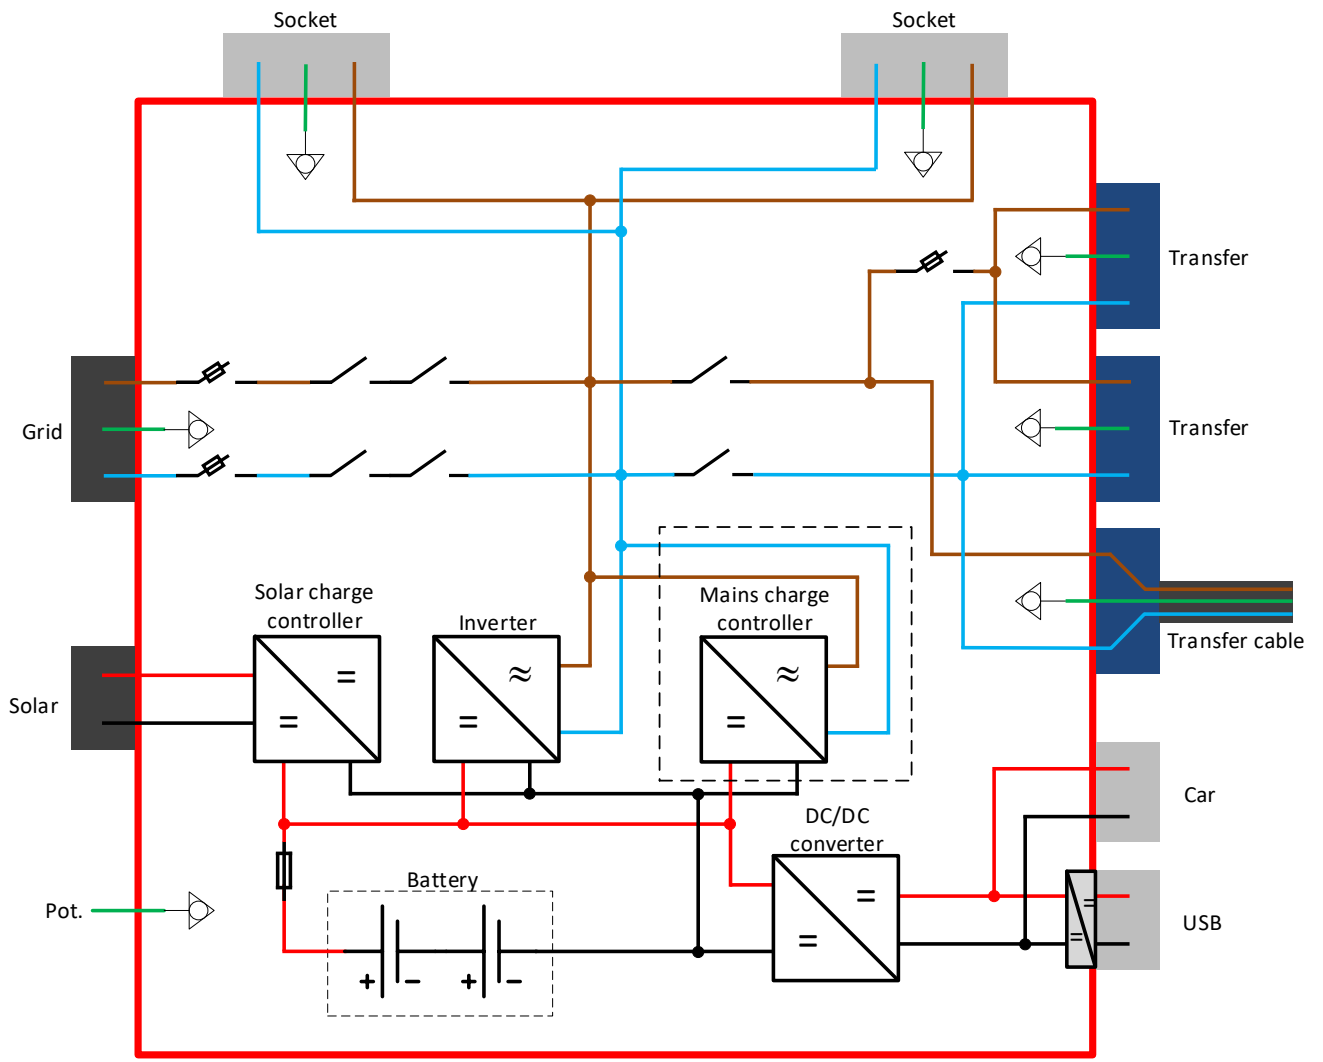 Socket
Socket
Transfer
Grid
Transfer
Solar charge
controller
Inverter
Mains charge
controller
≈
≈
=
=
=
=
Transfer cable
Solar
Car
DC/DC
converter
Battery
=
=
=
=
Pot.
USB
+ -
+ -